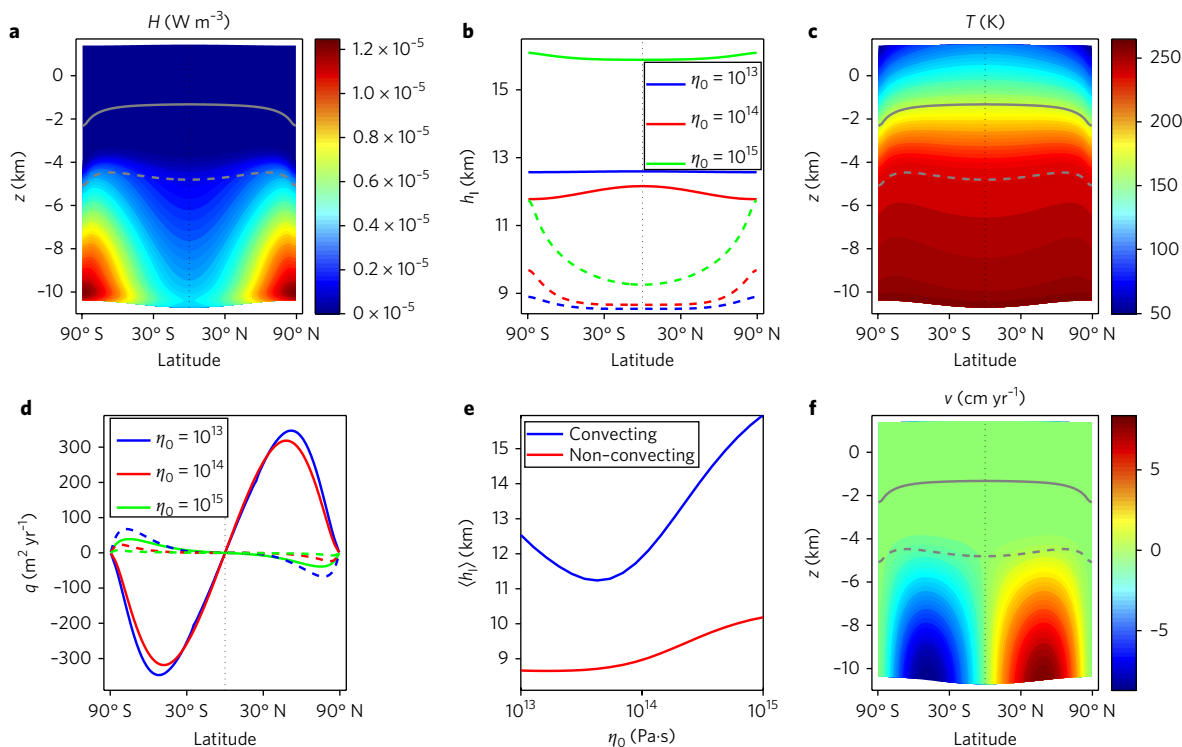 a
H (W m⁻³)
z (km)
0
−2
−4
−6
−8
−10
90° S
30° S
30° N
90° N
Latitude
1.2 × 10⁻⁵
1.0 × 10⁻⁵
0.8 × 10⁻⁵
0.6 × 10⁻⁵
0.4 × 10⁻⁵
0.2 × 10⁻⁵
0 × 10⁻⁵
b
hₗ (km)
15
13
11
9
η₀ = 10¹³
η₀ = 10¹⁴
η₀ = 10¹⁵
90° S
30° S
30 N
90° N
Latitude
c
T (K)
z (km)
0
−2
−4
−6
−8
−10
90° S
30° S
30° N
90° N
Latitude
250
200
150
100
50
d
q (m² yr⁻¹)
300
200
100
0
−100
−200
−300
η₀ = 10¹³
η₀ = 10¹⁴
η₀ = 10¹⁵
90° S
30° S
30° N
90° N
Latitude
e
⟨hₗ⟩ (km)
15
14
13
12
11
10
9
Convecting
Non–convecting
10¹³
10¹⁴
10¹⁵
η₀ (Pa·s)
f
v (cm yr⁻¹)
z (km)
0
−2
−4
−6
−8
−10
90° S
30° S
30° N
90° N
Latitude
5
0
−5